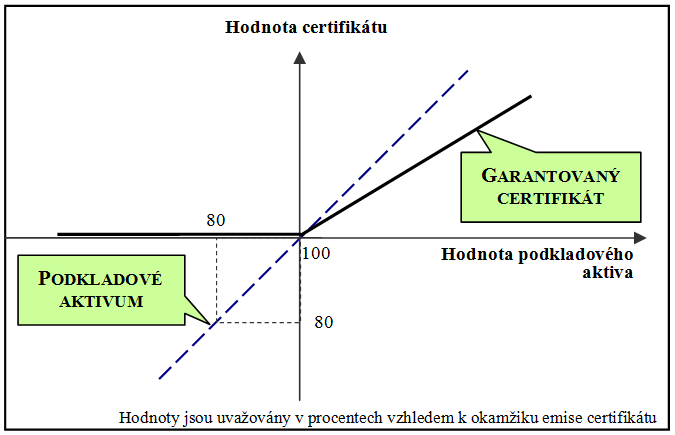 Hodnota certifikátu
GARANTOVANÝ
CERTIFIKÁT
80
100
Hodnota podkladového
aktiva
PODKLADOVÉ
AKTIVUM
80
Hodnoty jsou uvažovány v procentech vzhledem k okamžiku emise certifikátu